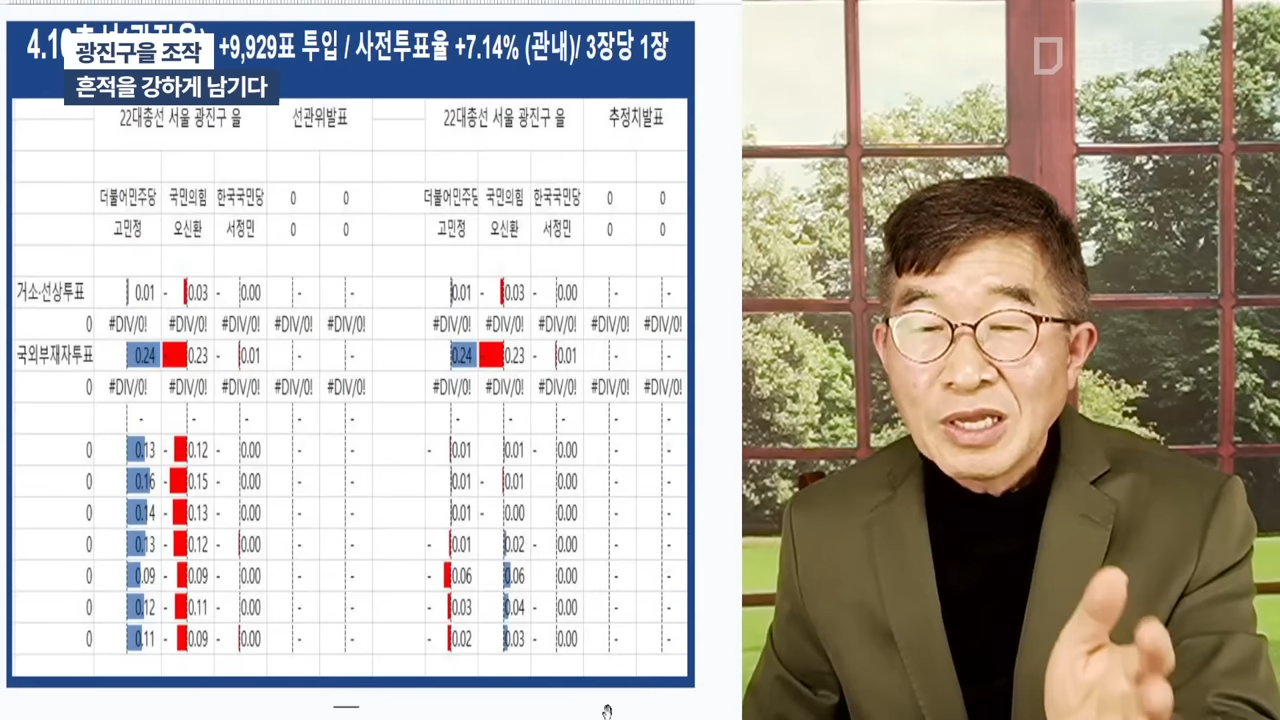 +9,929표 투입 / 사전투표율 +7.14% (관내)/ 3장당 1장
광진구을 조작
흔적을 강하게 남기다
22대총선 서울 광진구 을 선관위발표 22대총선 서울 광진구 을 추정치발표
더불어민주당 국민의힘 한국국민당 0 0 더불어민주당 국민의힘 한국국민당 0 0
고민정 오신환 서정민 0 0 고민정 오신환 서정민 0 0
거소·선상투표 0.01 - 0.03 - 0.00 - - 0.01 - 0.03 - 0.00 - -
0 #DIV/0! #DIV/0! #DIV/0! #DIV/0! #DIV/0! #DIV/0! #DIV/0! #DIV/0! #DIV/0! #DIV/0!
국외부재자투표 0.24 - 0.23 - 0.01 - - 0.24 - 0.23 - 0.01 - -
0 #DIV/0! #DIV/0! #DIV/0! #DIV/0! #DIV/0! #DIV/0! #DIV/0! #DIV/0! #DIV/0! #DIV/0!
- - - - - - - - - -
0 0.13 - 0.12 - 0.00 - - - 0.01 0.01 - 0.00 - -
0 0.16 - 0.15 - 0.00 - - 0.01 - 0.01 - 0.00 - -
0 0.14 - 0.13 - 0.00 - - 0.01 - 0.00 - 0.00 - -
0 0.13 - 0.12 - 0.00 - - - 0.01 0.02 - 0.00 - -
0 0.09 - 0.09 - 0.00 - - - 0.06 0.06 - 0.00 - -
0 0.12 - 0.11 - 0.00 - - - 0.03 0.04 - 0.00 - -
0 0.11 - 0.09 - 0.00 - - - 0.02 0.03 - 0.00 - -